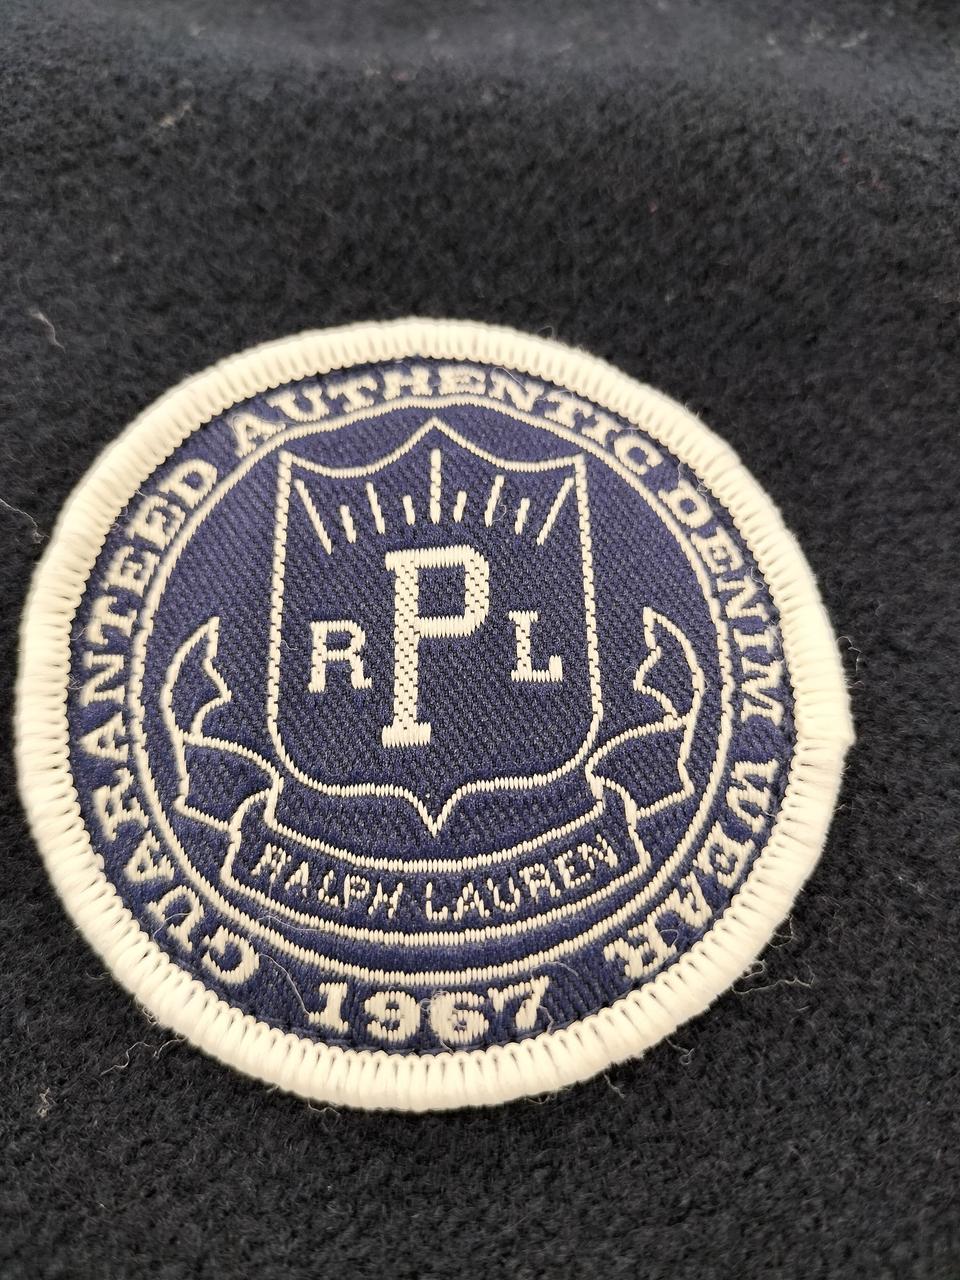 GUARANTEED AUTHENTIC DENIM WEAR
R P L
RALPH LAUREN
1967